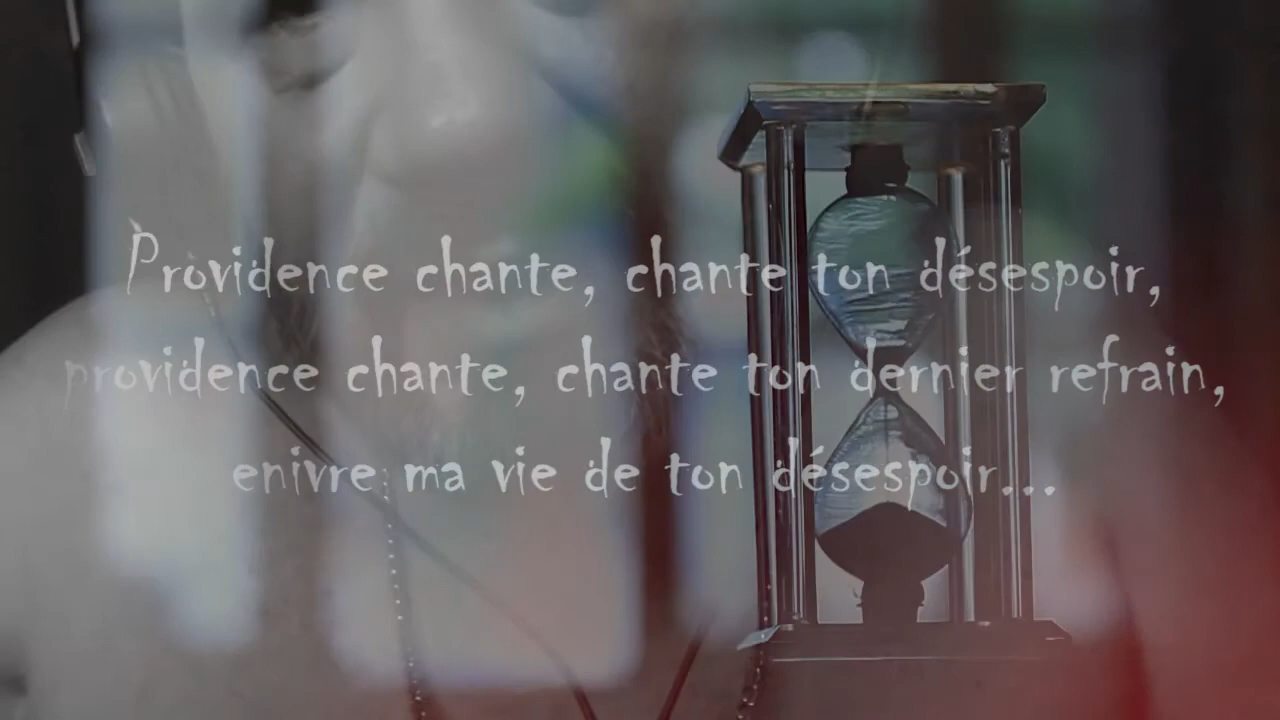 Providence chante, chante ton désespoir,
providence chante, chante ton dernier refrain,
enivre ma vie de ton désespoir...